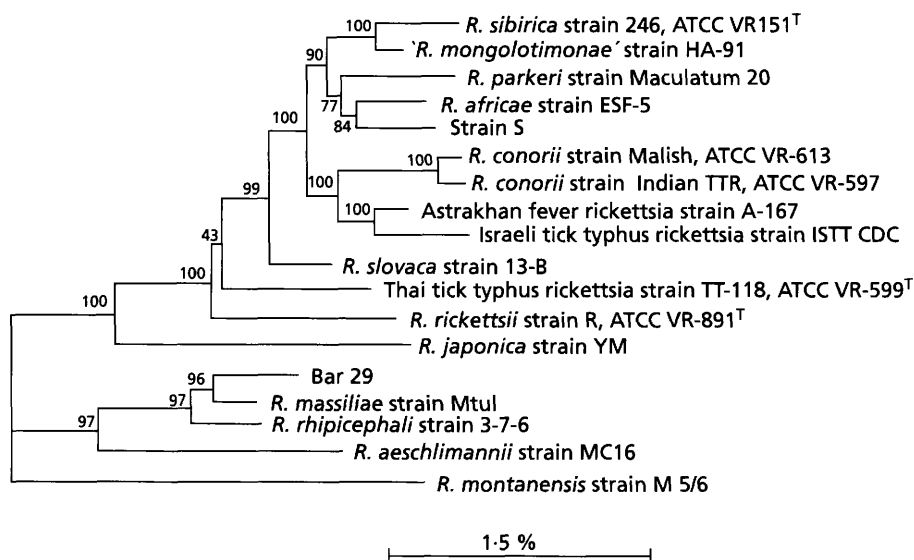 100 R. sibirica strain 246, ATCC VR151ᵀ
'R. mongolotimonae' strain HA-91
90
R. parkeri strain Maculatum 20
77
R. africae strain ESF-5
84 Strain S
100
100 R. conorii strain Malish, ATCC VR-613
R. conorii strain Indian TTR, ATCC VR-597
100
99
100 Astrakhan fever rickettsia strain A-167
Israeli tick typhus rickettsia strain ISTT CDC
43
R. slovaca strain 13-B
100
Thai tick typhus rickettsia strain TT-118, ATCC VR-599ᵀ
100
R. rickettsii strain R, ATCC VR-891ᵀ
R. japonica strain YM
96 Bar 29
97 R. massiliae strain Mtul
R. rhipicephali strain 3-7-6
97
R. aeschlimannii strain MC16
R. montanensis strain M 5/6
1·5 %